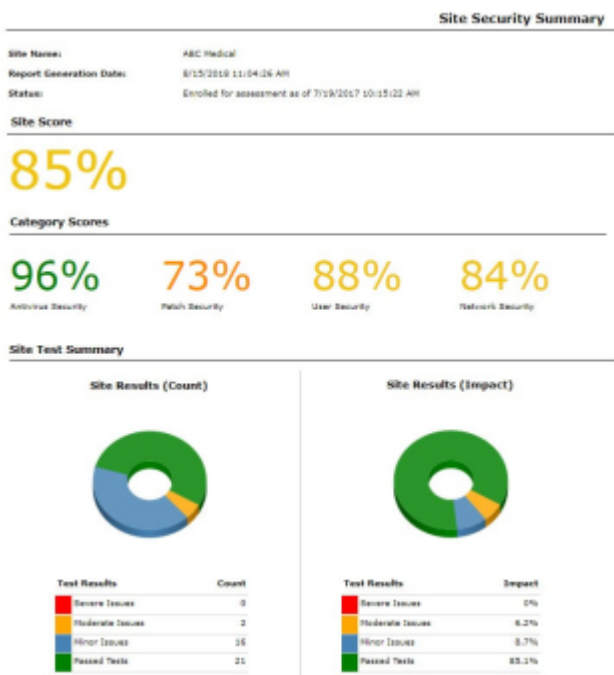 Site Security Summary
Site Name: ABC Medical
Report Generation Date: 8/15/2018 11:04:26 AM
Status: Enrolled for assessment as of 7/19/2017 10:15:22 AM
Site Score
85%
Category Scores
96% 73% 88% 84%
Antivirus Security Patch Security User Security Network Security
Site Test Summary
Site Results (Count)
Test Results Count
Severe Issues 0
Moderate Issues 2
Minor Issues 16
Passed Tests 21
Site Results (Impact)
Test Results Impact
Severe Issues 0%
Moderate Issues 6.2%
Minor Issues 8.7%
Passed Tests 85.1%